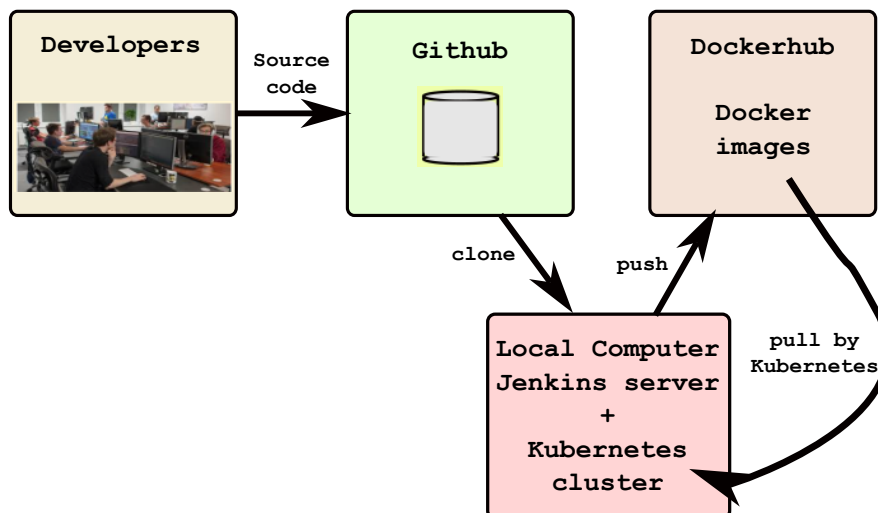 Developers
Source
code
Github
Dockerhub
Docker
images
clone
push
pull by
Kubernetes
Local Computer
Jenkins server
+
Kubernetes
cluster